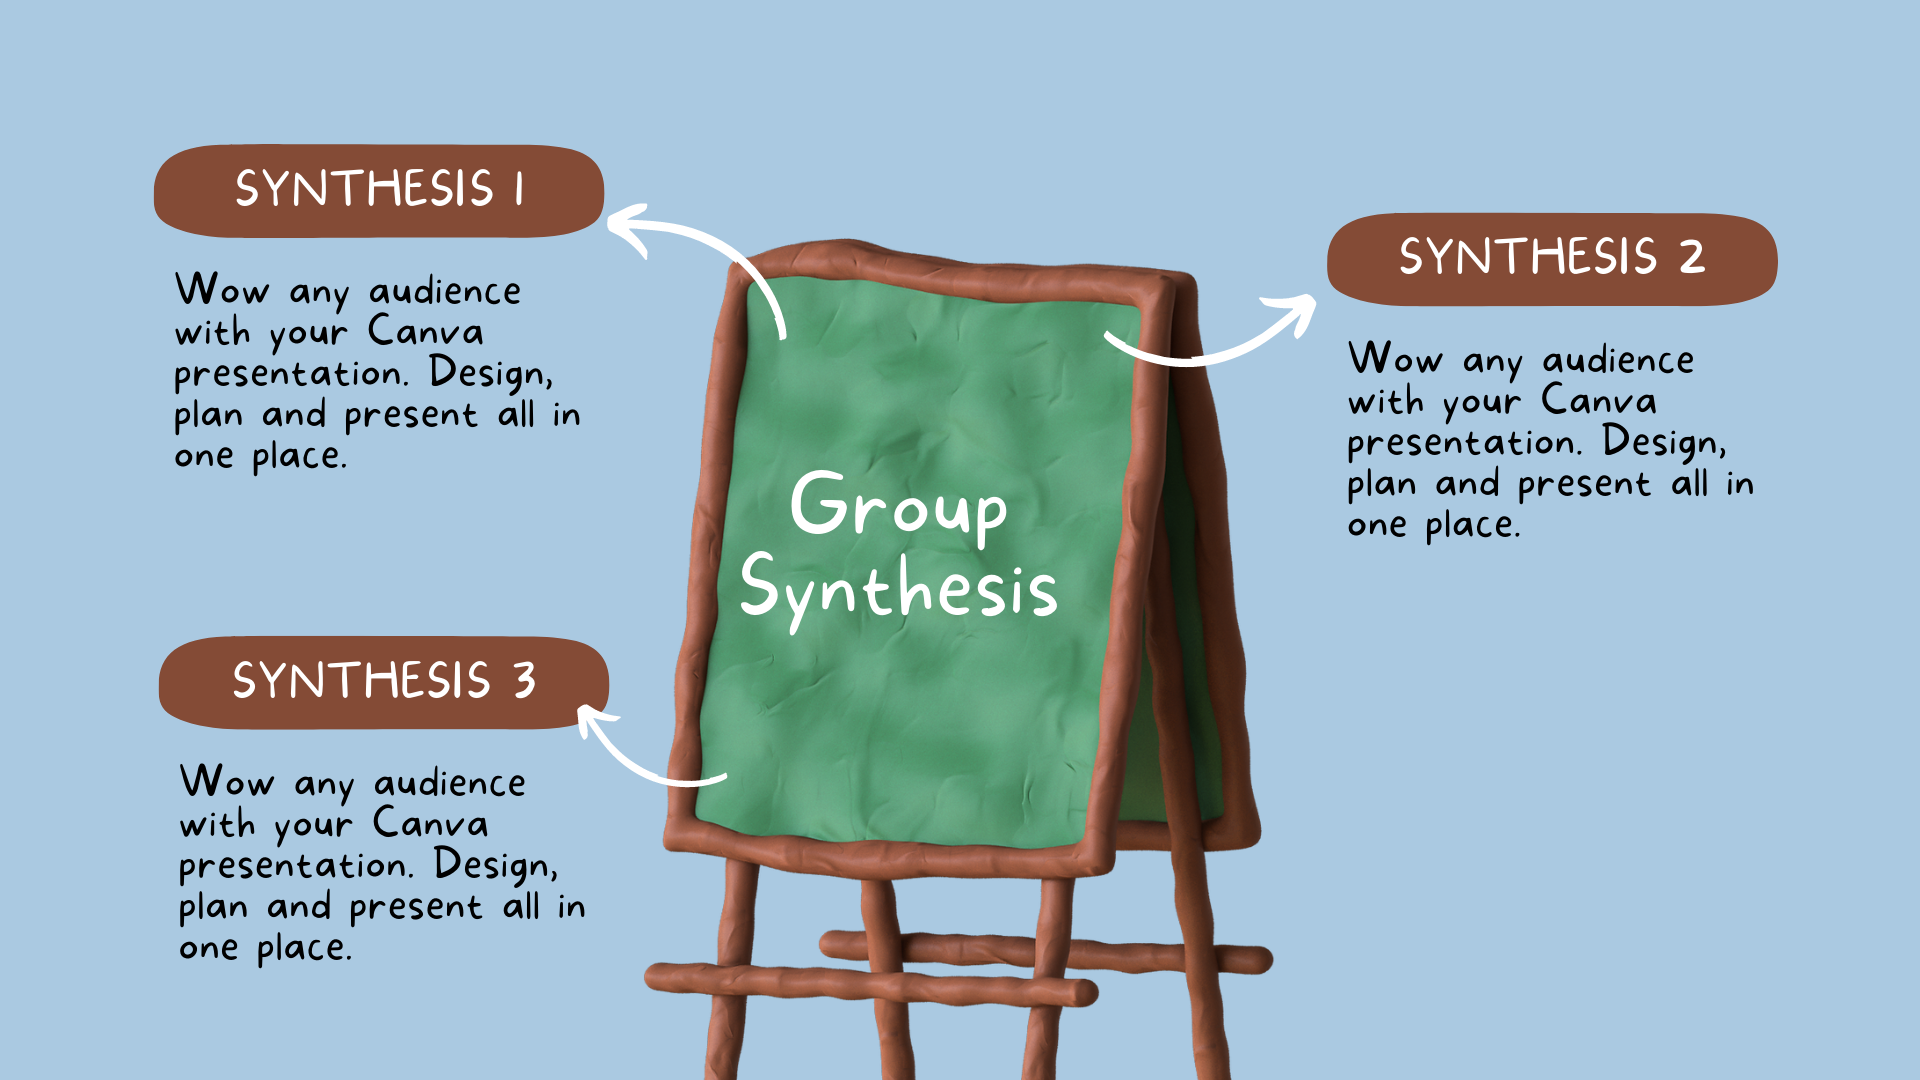 SYNTHESIS 1
Wow any audience
with your Canva
presentation. Design,
plan and present all in
one place.
SYNTHESIS 2
Wow any audience
with your Canva
presentation. Design,
plan and present all in
one place.
Group
Synthesis
SYNTHESIS 3
Wow any audience
with your Canva
presentation. Design,
plan and present all in
one place.